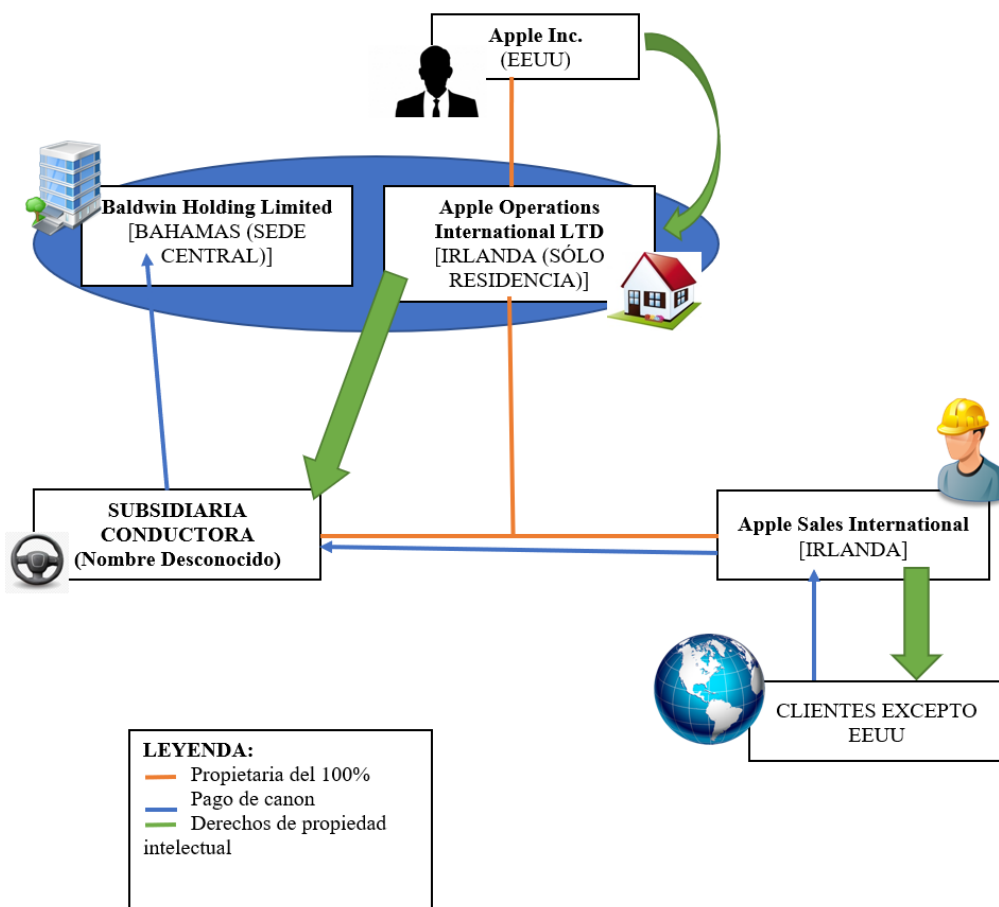 Apple Inc.
(EEUU)
Baldwin Holding Limited
[BAHAMAS (SEDE
CENTRAL)]
Apple Operations
International LTD
[IRLANDA (SÓLO
RESIDENCIA)]
SUBSIDIARIA
CONDUCTORA
(Nombre Desconocido)
Apple Sales International
[IRLANDA]
CLIENTES EXCEPTO
EEUU
LEYENDA:
Propietaria del 100%
Pago de canon
Derechos de propiedad
intelectual